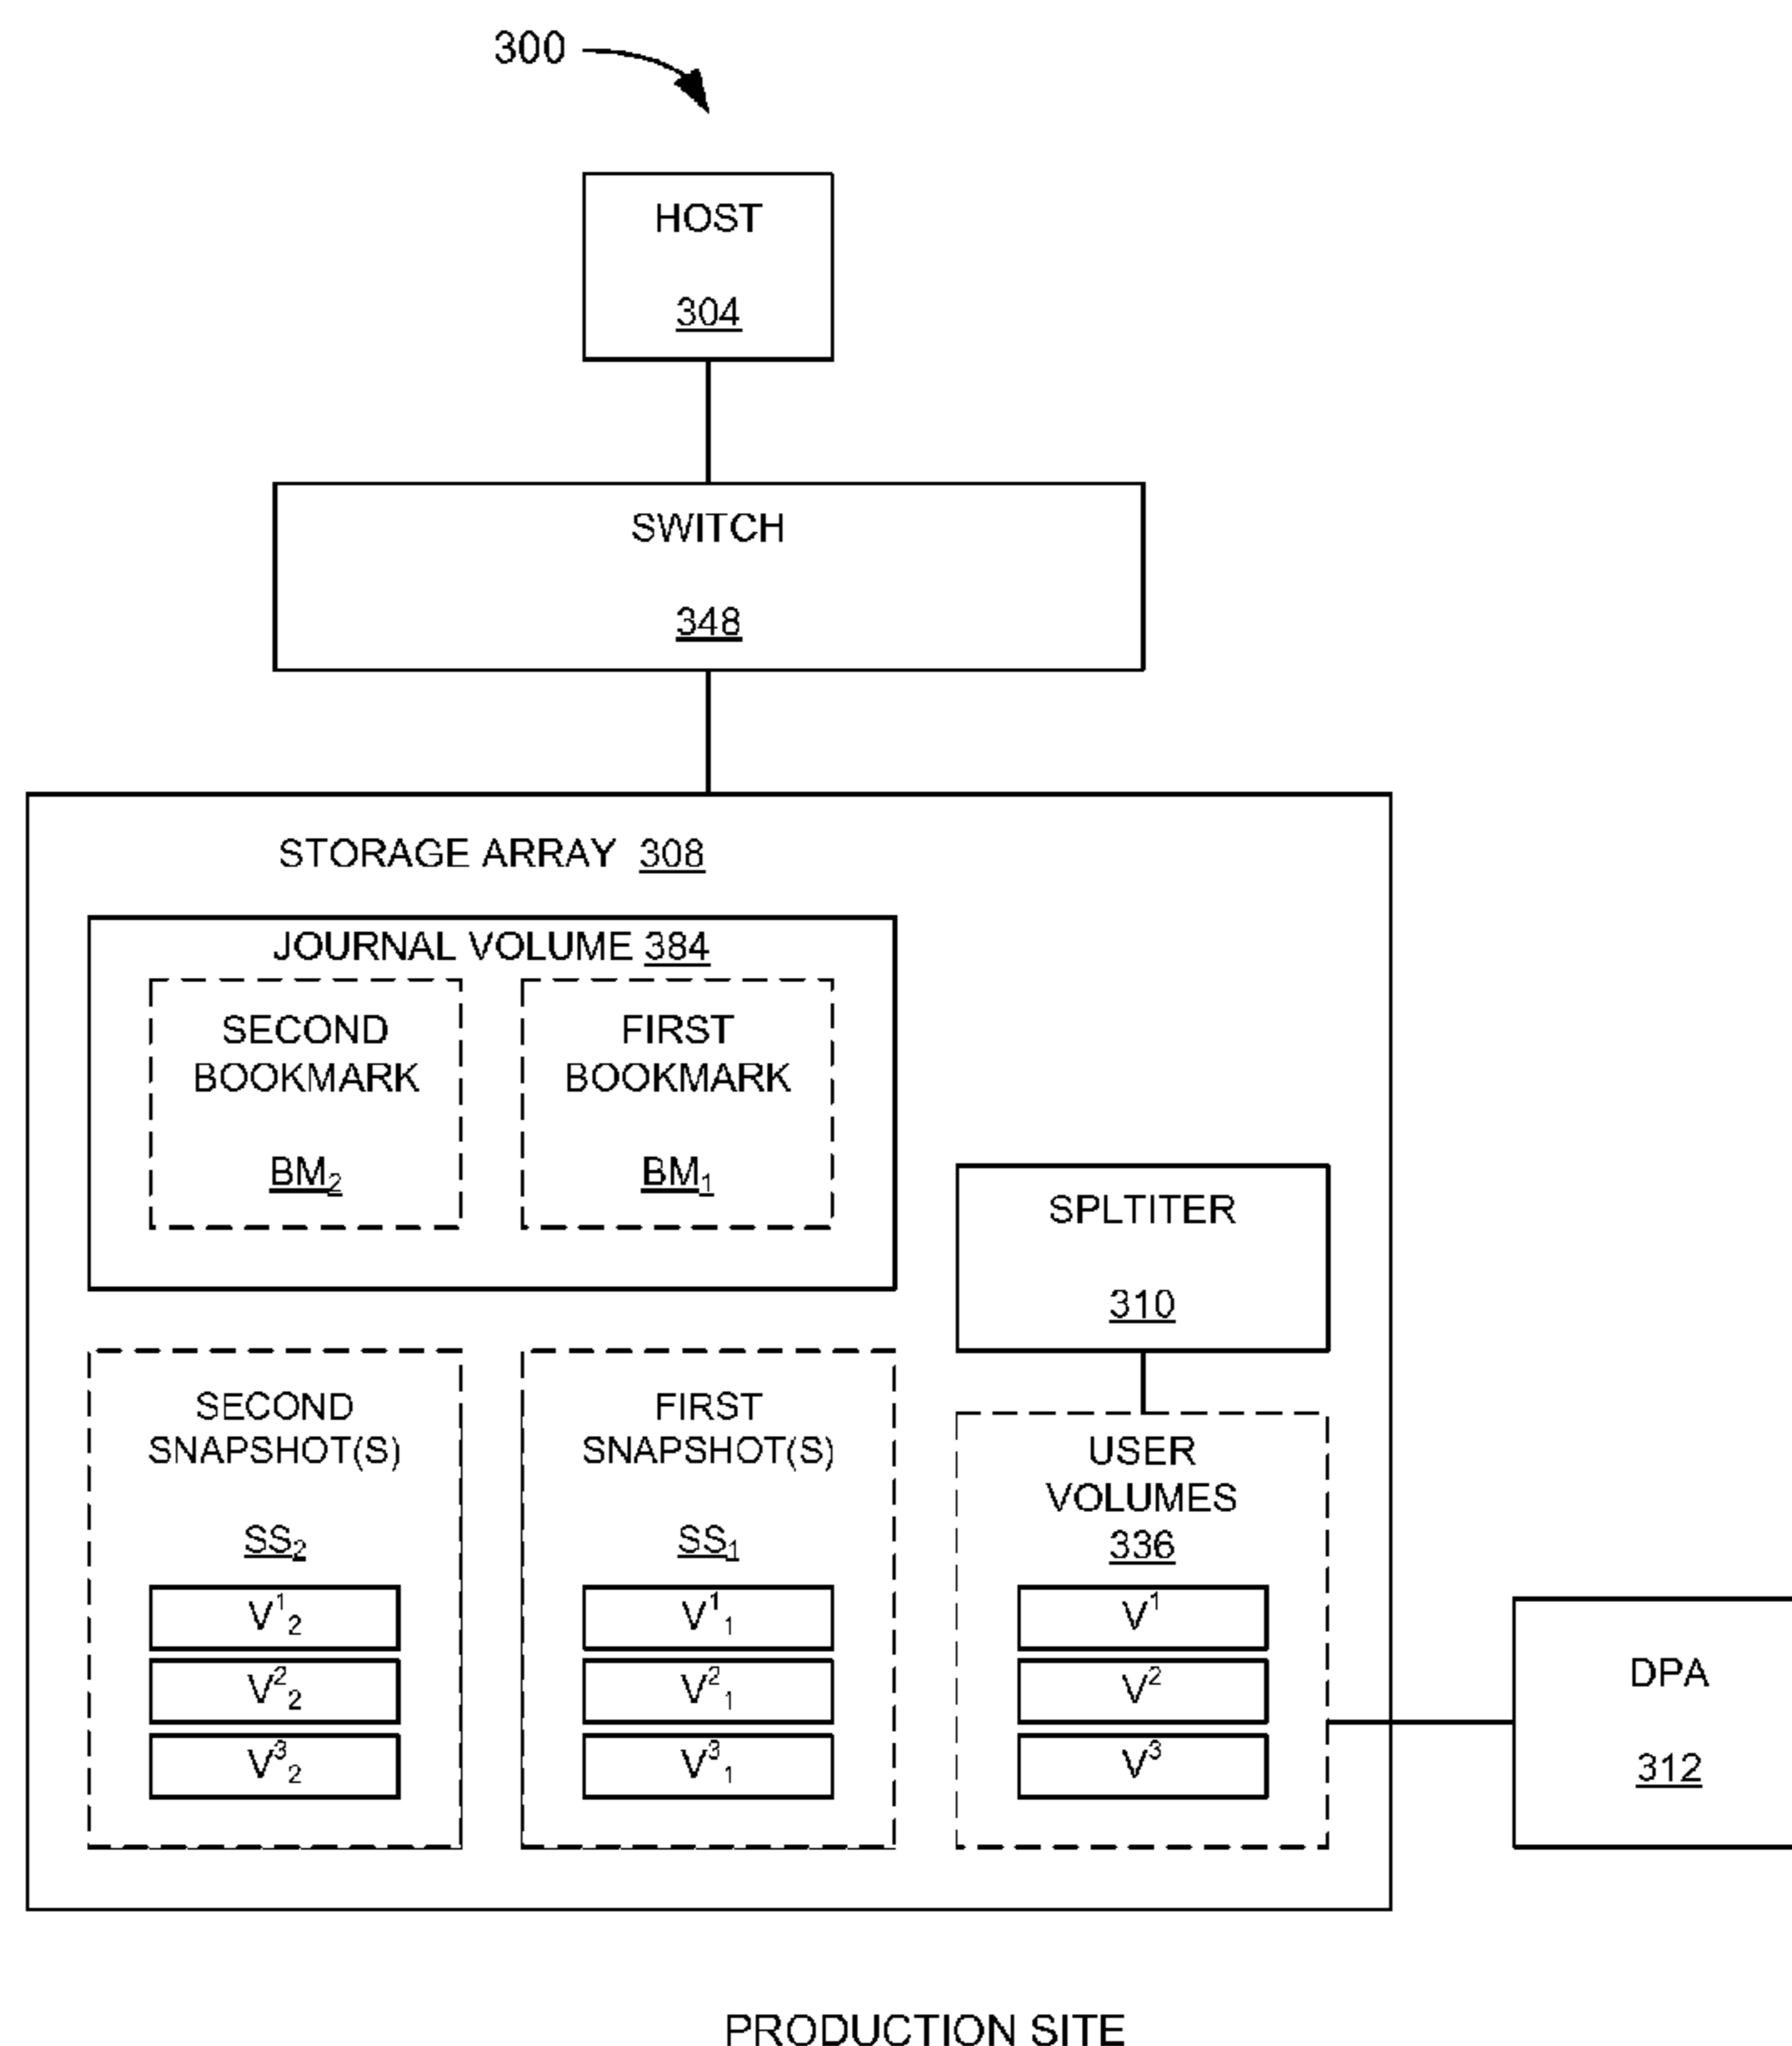 300
HOST
304
SWITCH
348
STORAGE ARRAY 308
JOURNAL VOLUME 384
SECOND
BOOKMARK
BM₂
FIRST
BOOKMARK
BM₁
SPLTITER
310
SECOND
SNAPSHOT(S)
SS₂
V¹₂
V²₂
V³₂
FIRST
SNAPSHOT(S)
SS₁
V¹₁
V²₁
V³₁
USER
VOLUMES
336
V¹
V²
V³
DPA
312
PRODUCTION SITE